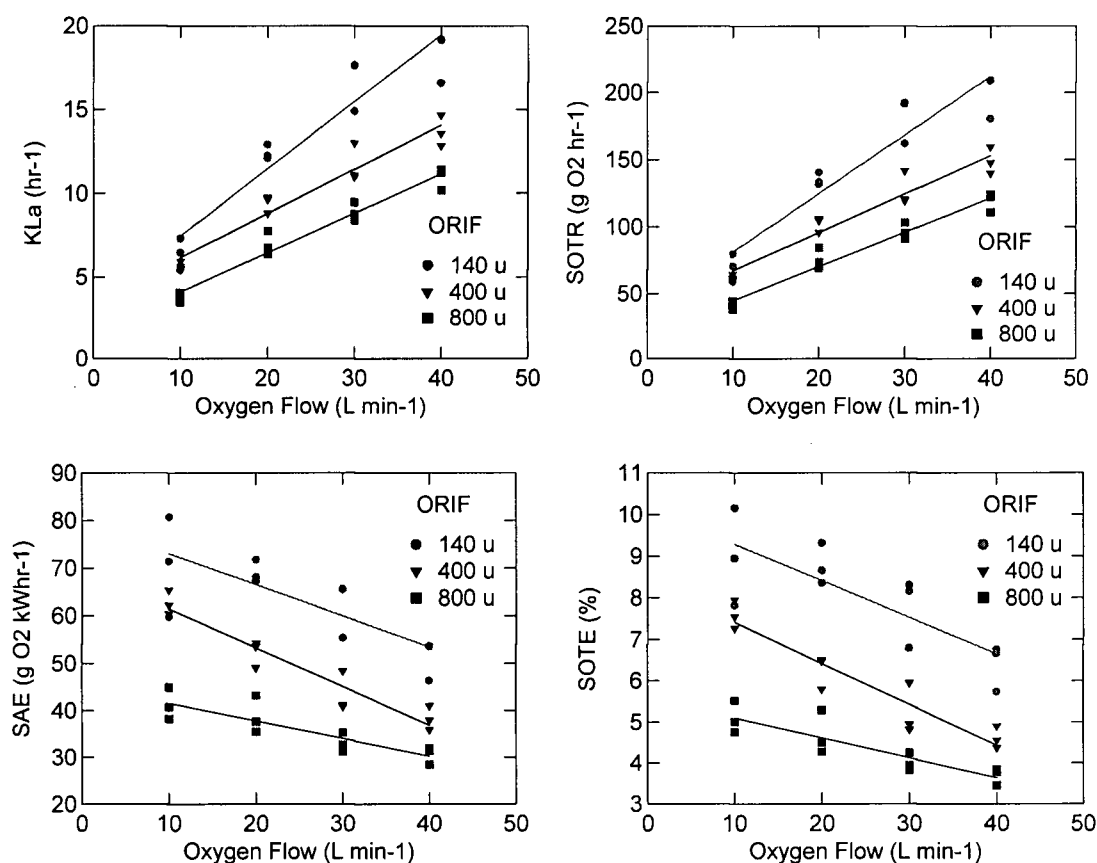 20
15
10
5
0
KLa (hr-1)
ORIF
140 u
400 u
800 u
0 10 20 30 40 50
Oxygen Flow (L min-1)
250
200
150
100
50
0
SOTR (g O2 hr-1)
ORIF
140 u
400 u
800 u
0 10 20 30 40 50
Oxygen Flow (L min-1)
90
80
70
60
50
40
30
20
SAE (g O2 kWhr-1)
ORIF
140 u
400 u
800 u
0 10 20 30 40 50
Oxygen Flow (L min-1)
11
10
9
8
7
6
5
4
3
SOTE (%)
ORIF
140 u
400 u
800 u
0 10 20 30 40 50
Oxygen Flow (L min-1)